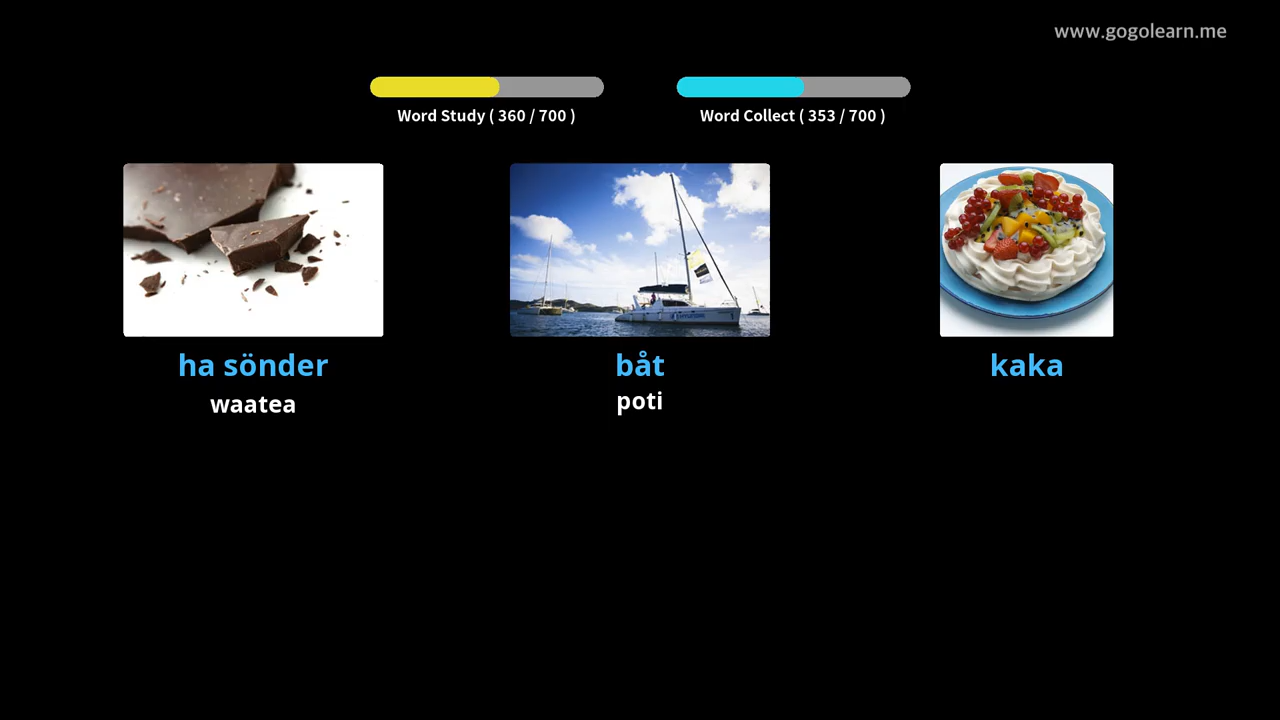 www.gogolearn.me
Word Study ( 360 / 700 )
Word Collect ( 353 / 700 )
ha sönder
båt
kaka
waatea
poti